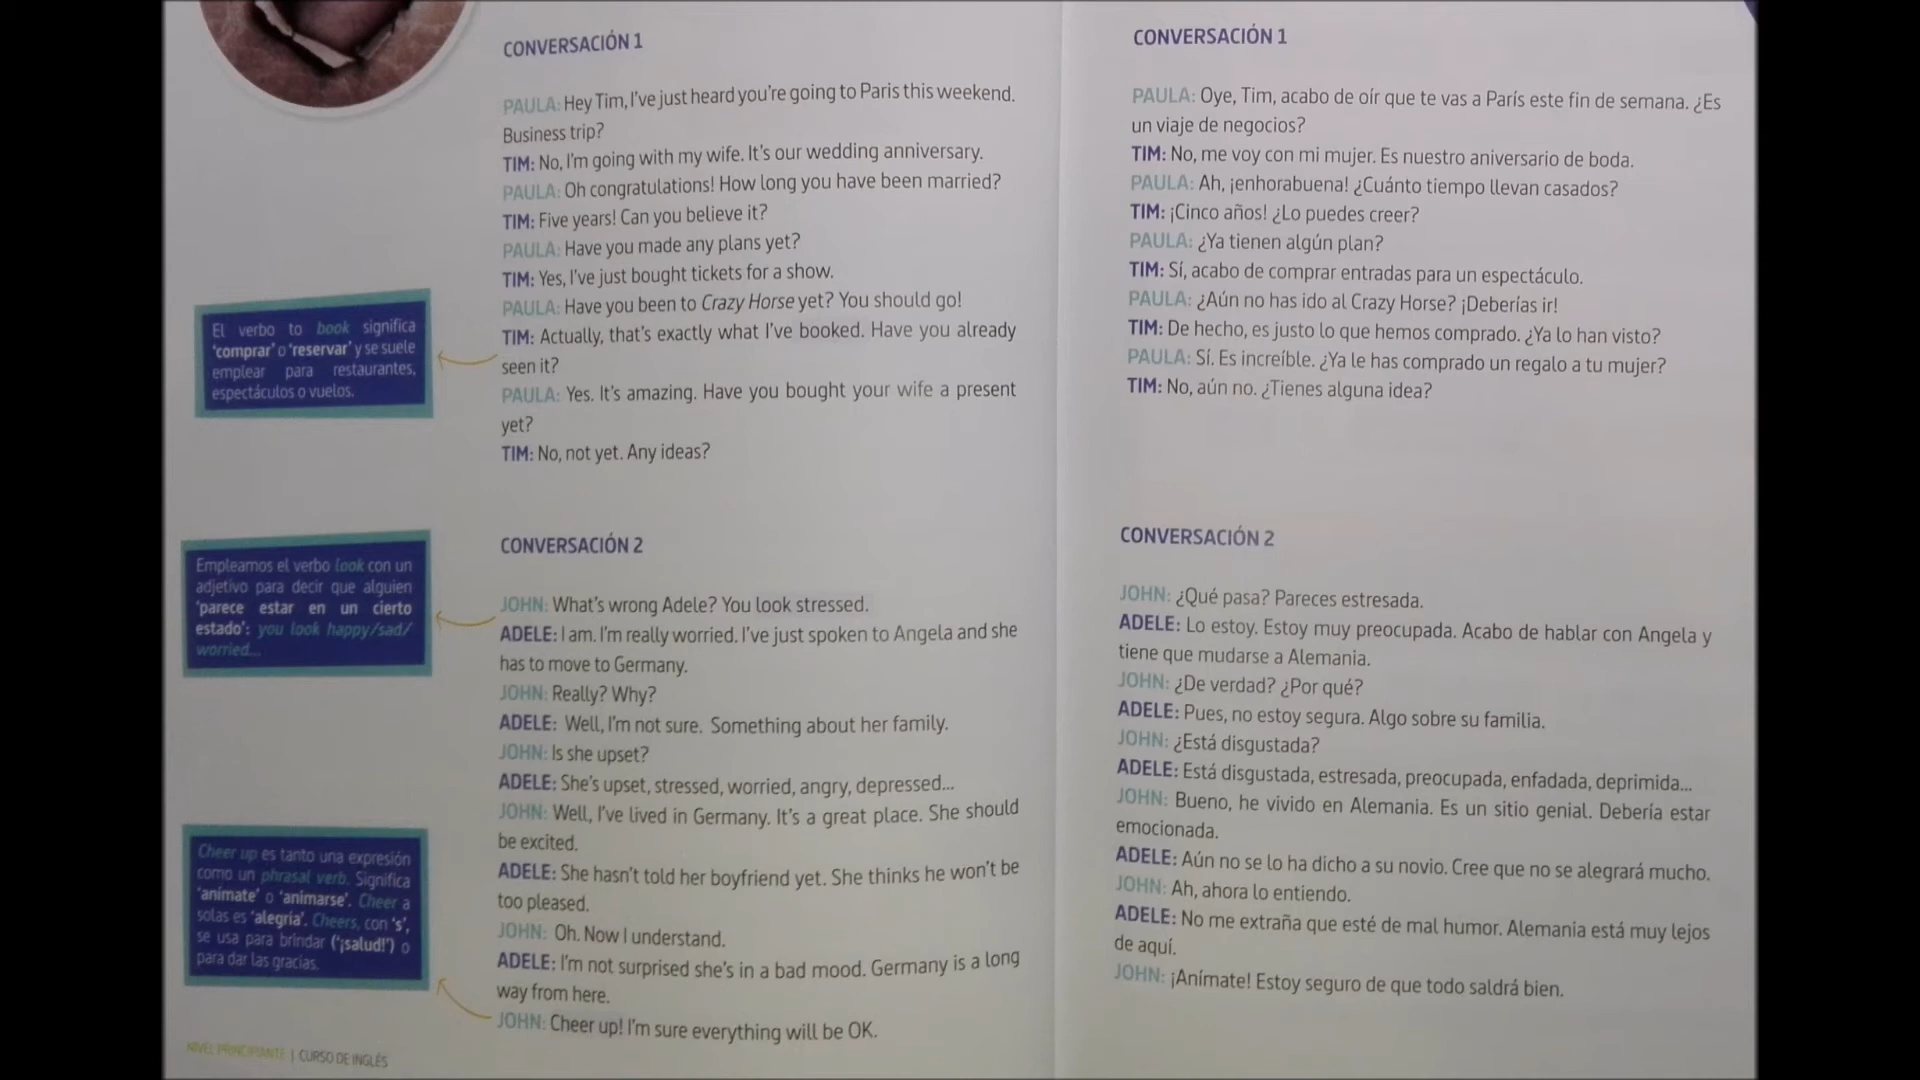 CONVERSACIÓN 1
PAULA: Hey Tim, I've just heard you're going to Paris this weekend.
Business trip?
TIM: No, I'm going with my wife. It's our wedding anniversary.
PAULA: Oh congratulations! How long you have been married?
TIM: Five years! Can you believe it?
PAULA: Have you made any plans yet?
TIM: Yes, I've just bought tickets for a show.
PAULA: Have you been to Crazy Horse yet? You should go!
TIM: Actually, that's exactly what I've booked. Have you already
seen it?
PAULA: Yes. It's amazing. Have you bought your wife a present
yet?
TIM: No, not yet. Any ideas?
El verbo to book significa
'comprar' o 'reservar' y se suele
emplear para restaurantes,
espectáculos o vuelos.
CONVERSACIÓN 2
JOHN: What's wrong Adele? You look stressed.
ADELE: I am. I'm really worried. I've just spoken to Angela and she
has to move to Germany.
JOHN: Really? Why?
ADELE: Well, I'm not sure. Something about her family.
JOHN: Is she upset?
ADELE: She's upset, stressed, worried, angry, depressed...
JOHN: Well, I've lived in Germany. It's a great place. She should
be excited.
ADELE: She hasn't told her boyfriend yet. She thinks he won't be
too pleased.
JOHN: Oh. Now I understand.
ADELE: I'm not surprised she's in a bad mood. Germany is a long
way from here.
JOHN: Cheer up! I'm sure everything will be OK.
Empleamos el verbo look con un
adjetivo para decir que alguien
'parece estar en un cierto
estado': you look happy/sad/
worried...
Cheer up es tanto una expresión
como un phrasal verb. Significa
'anímate' o 'animarse'. Cheer a
solas es 'alegría'. Cheers, con 's',
se usa para brindar ('¡salud!') o
para dar las gracias.
NIVEL PRINCIPIANTE | CURSO DE INGLÉS
CONVERSACIÓN 1
PAULA: Oye, Tim, acabo de oír que te vas a París este fin de semana. ¿Es
un viaje de negocios?
TIM: No, me voy con mi mujer. Es nuestro aniversario de boda.
PAULA: Ah, ¡enhorabuena! ¿Cuánto tiempo llevan casados?
TIM: ¡Cinco años! ¿Lo puedes creer?
PAULA: ¿Ya tienen algún plan?
TIM: Sí, acabo de comprar entradas para un espectáculo.
PAULA: ¿Aún no has ido al Crazy Horse? ¡Deberías ir!
TIM: De hecho, es justo lo que hemos comprado. ¿Ya lo han visto?
PAULA: Sí. Es increíble. ¿Ya le has comprado un regalo a tu mujer?
TIM: No, aún no. ¿Tienes alguna idea?
CONVERSACIÓN 2
JOHN: ¿Qué pasa? Pareces estresada.
ADELE: Lo estoy. Estoy muy preocupada. Acabo de hablar con Angela y
tiene que mudarse a Alemania.
JOHN: ¿De verdad? ¿Por qué?
ADELE: Pues, no estoy segura. Algo sobre su familia.
JOHN: ¿Está disgustada?
ADELE: Está disgustada, estresada, preocupada, enfadada, deprimida...
JOHN: Bueno, he vivido en Alemania. Es un sitio genial. Debería estar
emocionada.
ADELE: Aún no se lo ha dicho a su novio. Cree que no se alegrará mucho.
JOHN: Ah, ahora lo entiendo.
ADELE: No me extraña que esté de mal humor. Alemania está muy lejos
de aquí.
JOHN: ¡Anímate! Estoy seguro de que todo saldrá bien.